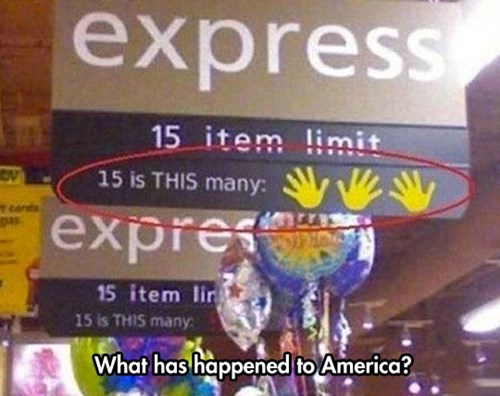 express
15 item limit
15 is THIS many:
expres
15 item lim
15 is THIS many:
What has happened to America?